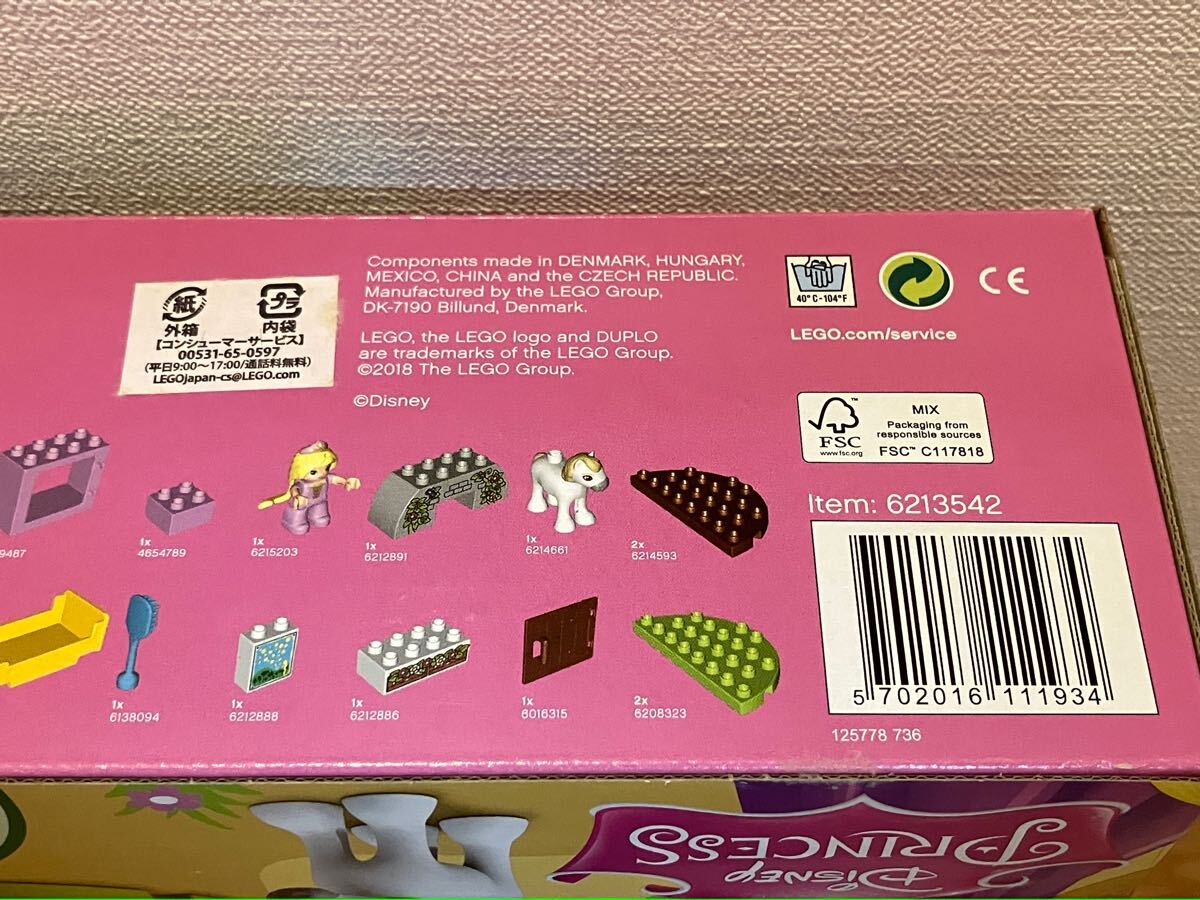 紙
外箱
プラ
内袋
【コンシューマーサービス】
00531-65-0597
(平日9:00～17:00/通話料無料)
LEGOjapan-cs@LEGO.com
Components made in DENMARK, HUNGARY,
MEXICO, CHINA and the CZECH REPUBLIC.
Manufactured by the LEGO Group,
DK-7190 Billund, Denmark.
LEGO, the LEGO logo and DUPLO
are trademarks of the LEGO Group.
©2018 The LEGO Group.
©Disney
40°C-104°F
CE
LEGO.com/service
FSC™
www.fsc.org
MIX
Packaging from
responsible sources
FSC™ C117818
Item: 6213542
9487
1x
4654789
1x
6215203
1x
6212891
1x
6214661
2x
6214593
1x
6138094
1x
6212888
1x
6212886
1x
6016315
2x
6208323
5 702016 111934
125778 736
DISNEY
PRINCESS